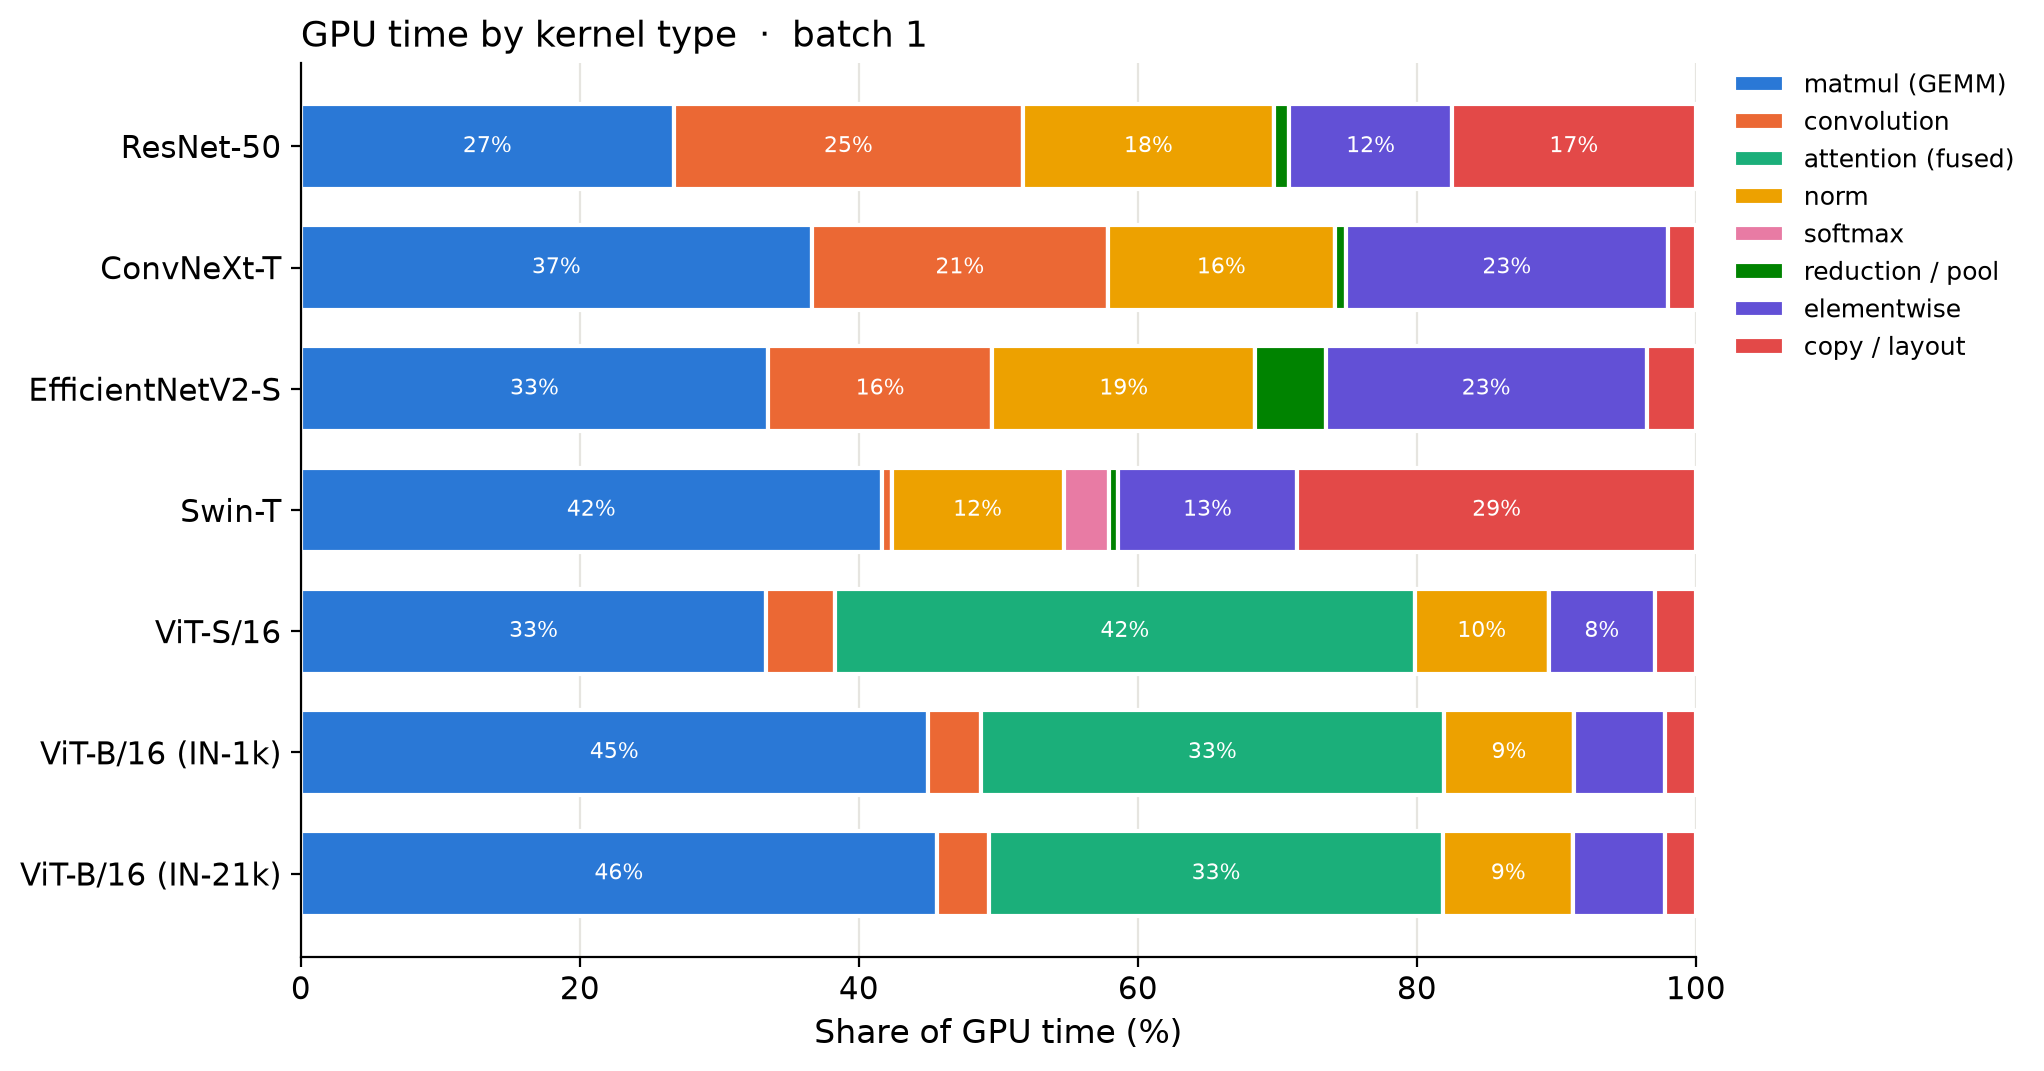 GPU time by kernel type · batch 1
matmul (GEMM)
convolution
attention (fused)
norm
softmax
reduction / pool
elementwise
copy / layout
ResNet-50
27%
25%
18%
12%
17%
ConvNeXt-T
37%
21%
16%
23%
EfficientNetV2-S
33%
16%
19%
23%
Swin-T
42%
12%
13%
29%
ViT-S/16
33%
42%
10%
8%
ViT-B/16 (IN-1k)
45%
33%
9%
ViT-B/16 (IN-21k)
46%
33%
9%
0
20
40
60
80
100
Share of GPU time (%)